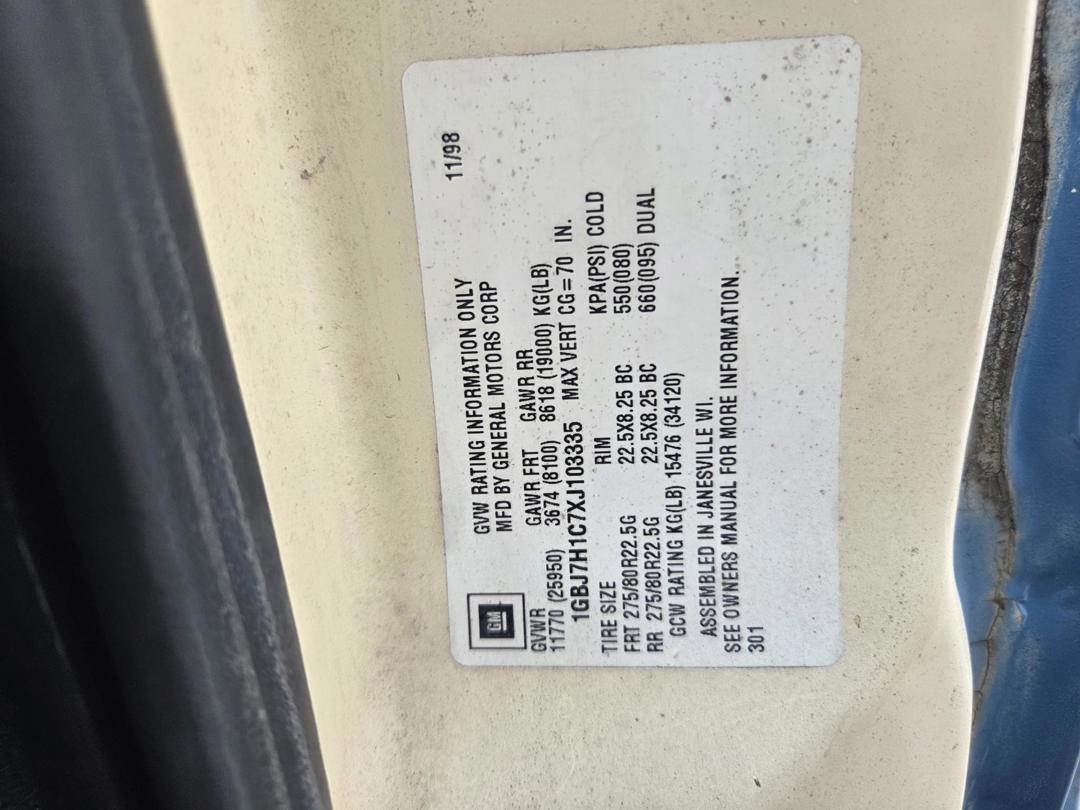 GM
GVW RATING INFORMATION ONLY 11/98
MFD BY GENERAL MOTORS CORP
GVWR GAWR FRT GAWR RR
11770 (25950) 3674 (8100) 8618 (19000) KG(LB)
1GBJ7H1C7XJ103335 MAX VERT CG=70 IN.
TIRE SIZE RIM KPA(PSI) COLD
FRT 275/80R22.5G 22.5X8.25 BC 550(080)
RR 275/80R22.5G 22.5X8.25 BC 660(095) DUAL
GCW RATING KG(LB) 15476 (34120)
ASSEMBLED IN JANESVILLE WI.
SEE OWNERS MANUAL FOR MORE INFORMATION.
301